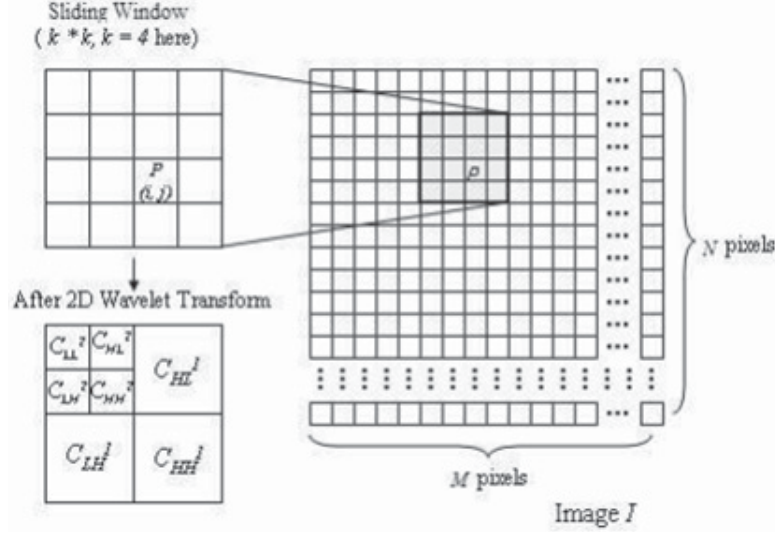 Sliding Window
( k * k, k = 4 here)
P
(i, j)
P
N pixels
After 2D Wavelet Transform
C_LL^2 C_HL^2
C_HL^1
C_LH^2 C_HH^2
C_LH^1 C_HH^1
M pixels
Image I